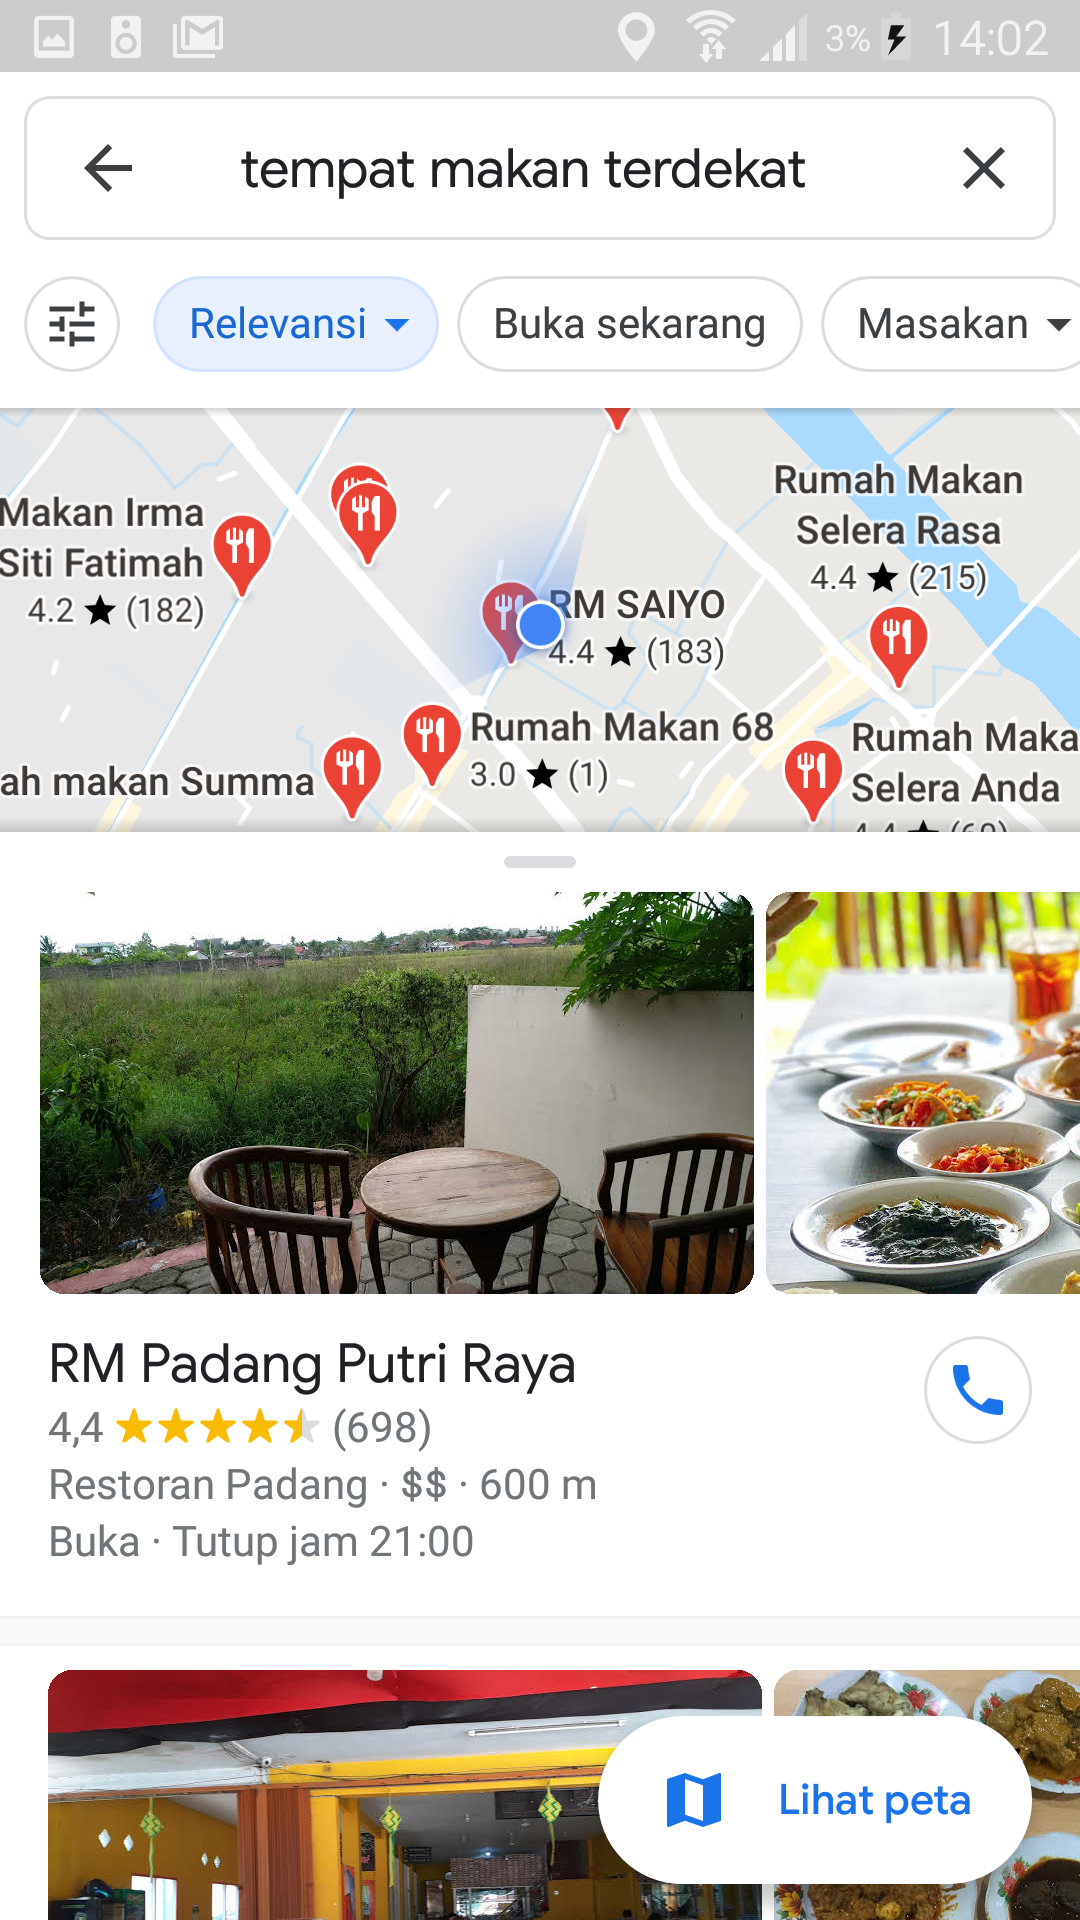 3% 14:02
tempat makan terdekat
Relevansi Buka sekarang Masakan
Makan Irma
Siti Fatimah
4.2 ★ (182)
Rumah Makan
Selera Rasa
4.4 ★ (215)
RM SAIYO
4.4 ★ (183)
Rumah Makan 68
3.0 ★ (1)
ah makan Summa
Rumah Maka
Selera Anda
RM Padang Putri Raya
4,4 (698)
Restoran Padang · $$ · 600 m
Buka · Tutup jam 21:00
Lihat peta